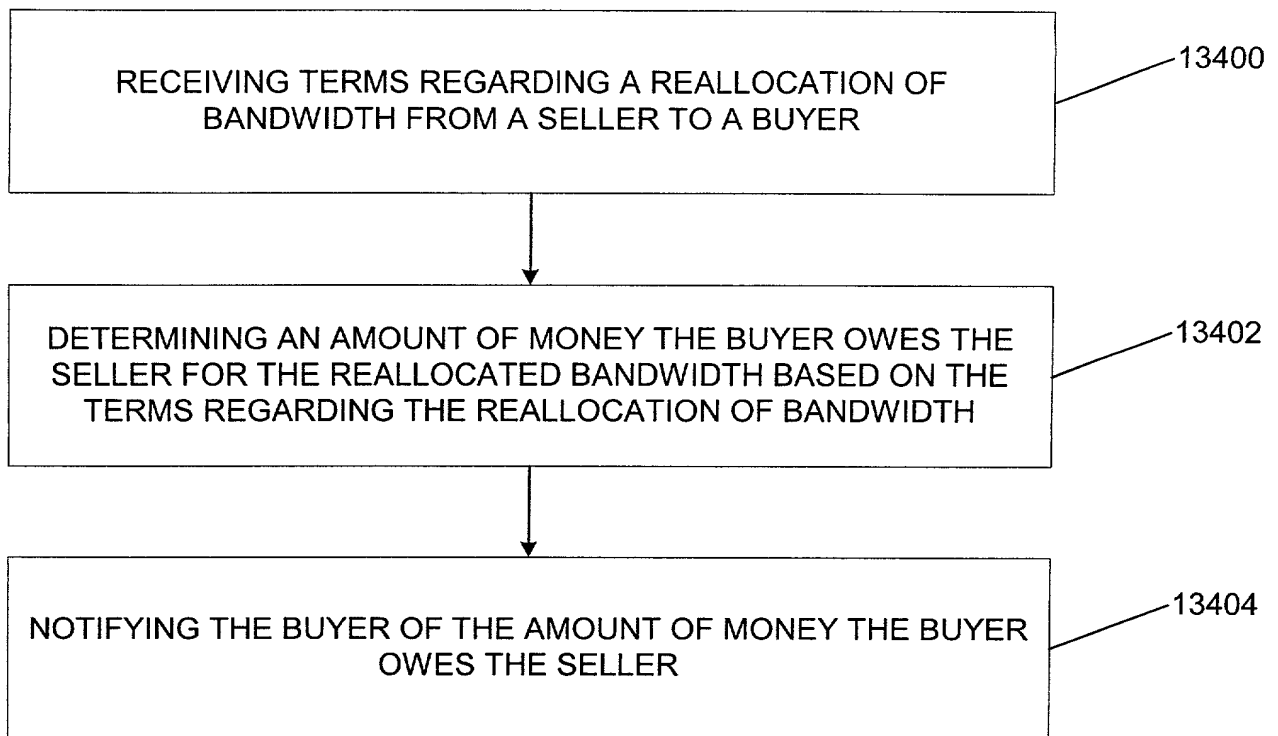 RECEIVING TERMS REGARDING A REALLOCATION OF
BANDWIDTH FROM A SELLER TO A BUYER
13400
DETERMINING AN AMOUNT OF MONEY THE BUYER OWES THE
SELLER FOR THE REALLOCATED BANDWIDTH BASED ON THE
TERMS REGARDING THE REALLOCATION OF BANDWIDTH
13402
NOTIFYING THE BUYER OF THE AMOUNT OF MONEY THE BUYER
OWES THE SELLER
13404